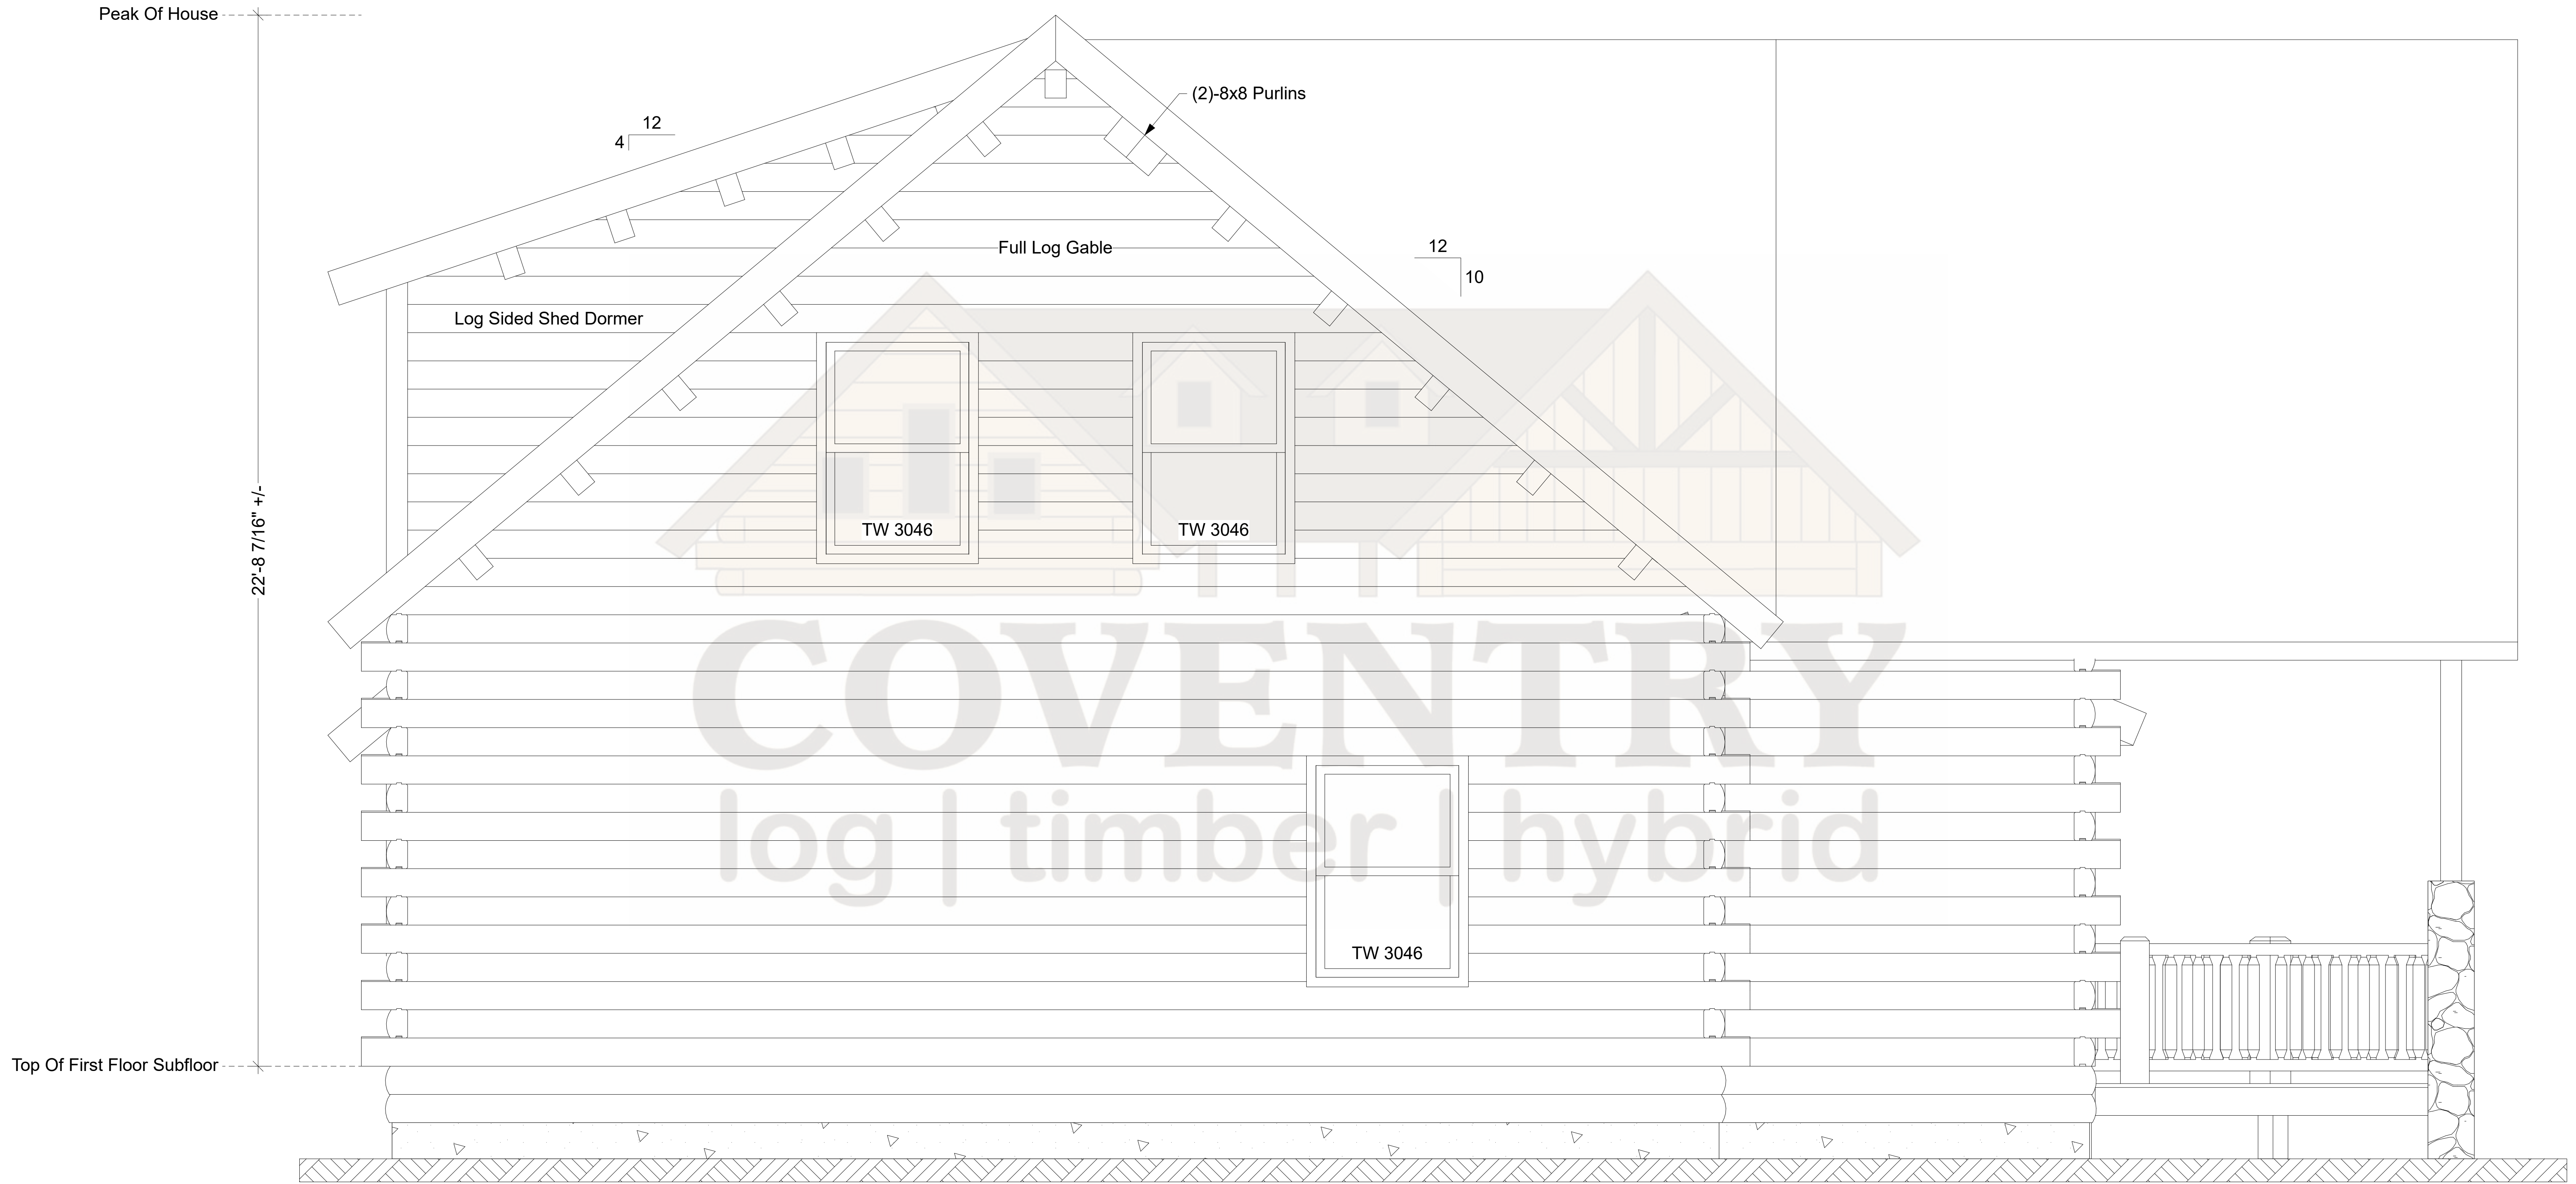 Peak Of House
(2)-8x8 Purlins
12
4
12
10
Full Log Gable
Log Sided Shed Dormer
22'-8 7/16" +/-
TW 3046
TW 3046
COVENTRY
log | timber | hybrid
TW 3046
Top Of First Floor Subfloor